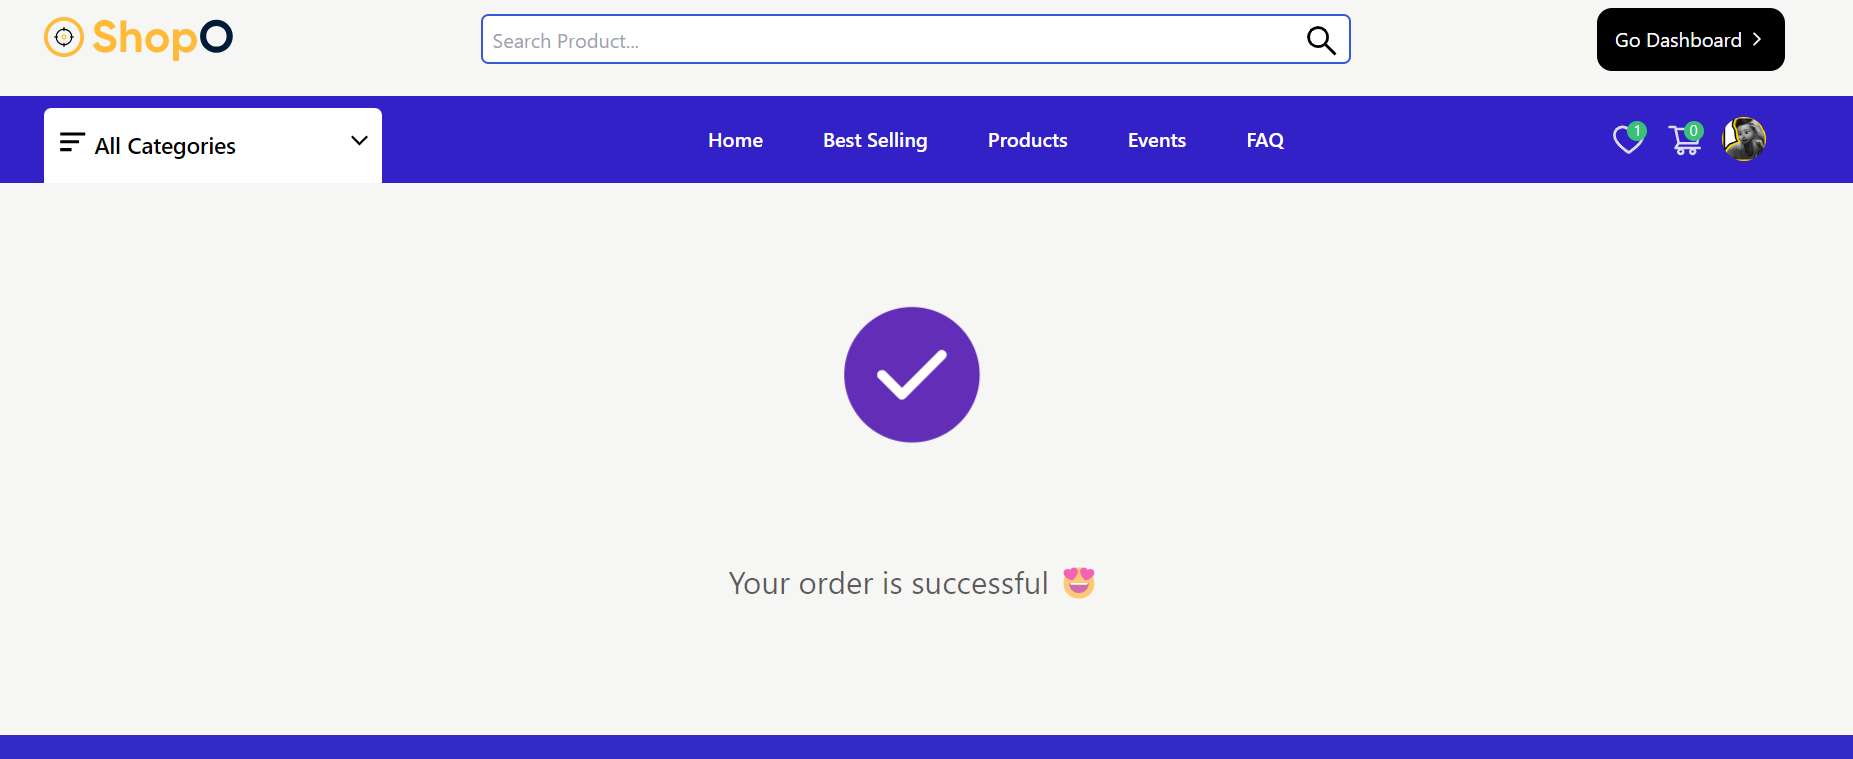 ShopO
Search Product...
Go Dashboard
All Categories
Home
Best Selling
Products
Events
FAQ
1
0
Your order is successful 😍